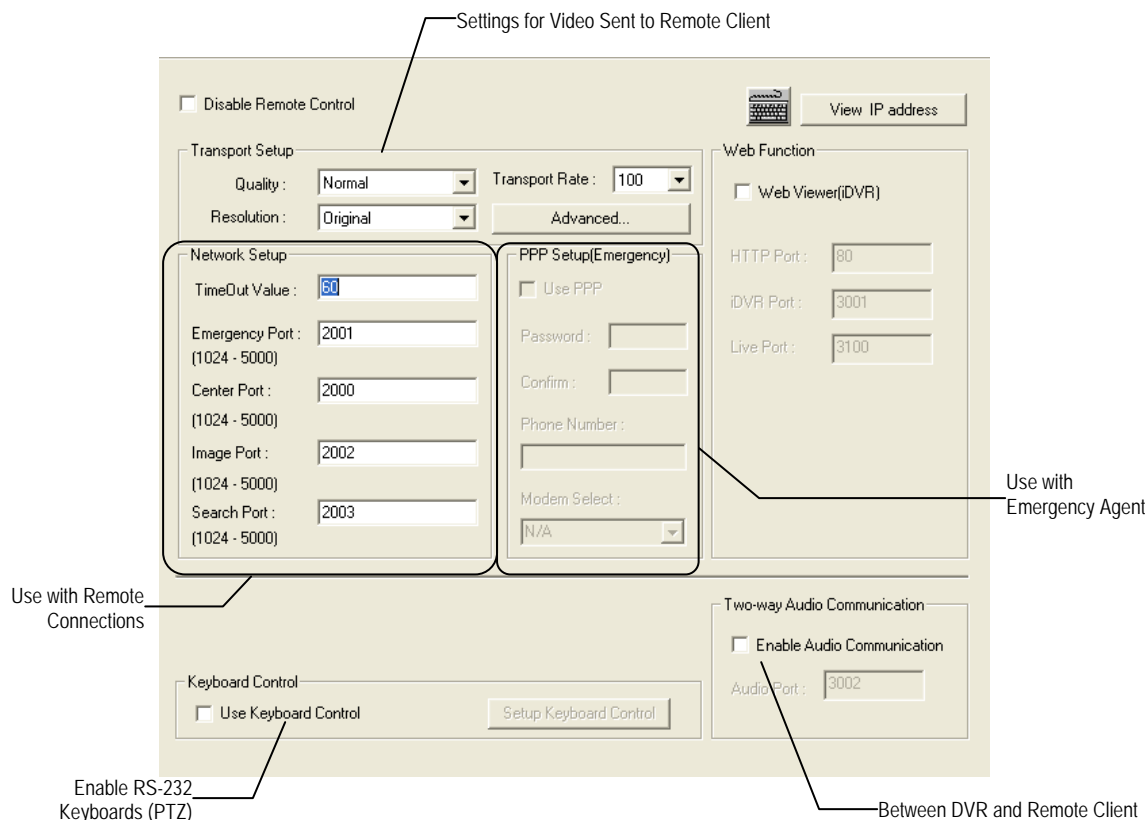 Settings for Video Sent to Remote Client
Disable Remote Control
View IP address
Transport Setup
Quality :
Normal
Transport Rate :
100
Resolution :
Original
Advanced...
Web Function
Web Viewer(iDVR)
HTTP Port :
80
iDVR Port :
3001
Live Port :
3100
Network Setup
TimeOut Value :
60
Emergency Port :
2001
(1024 - 5000)
Center Port :
2000
(1024 - 5000)
Image Port :
2002
(1024 - 5000)
Search Port :
2003
(1024 - 5000)
PPP Setup(Emergency)
Use PPP
Password :
Confirm :
Phone Number :
Modem Select :
N/A
Use with
Emergency Agent
Use with Remote
Connections
Two-way Audio Communication
Enable Audio Communication
Audio Port :
3002
Keyboard Control
Use Keyboard Control
Setup Keyboard Control
Enable RS-232
Keyboards (PTZ)
Between DVR and Remote Client